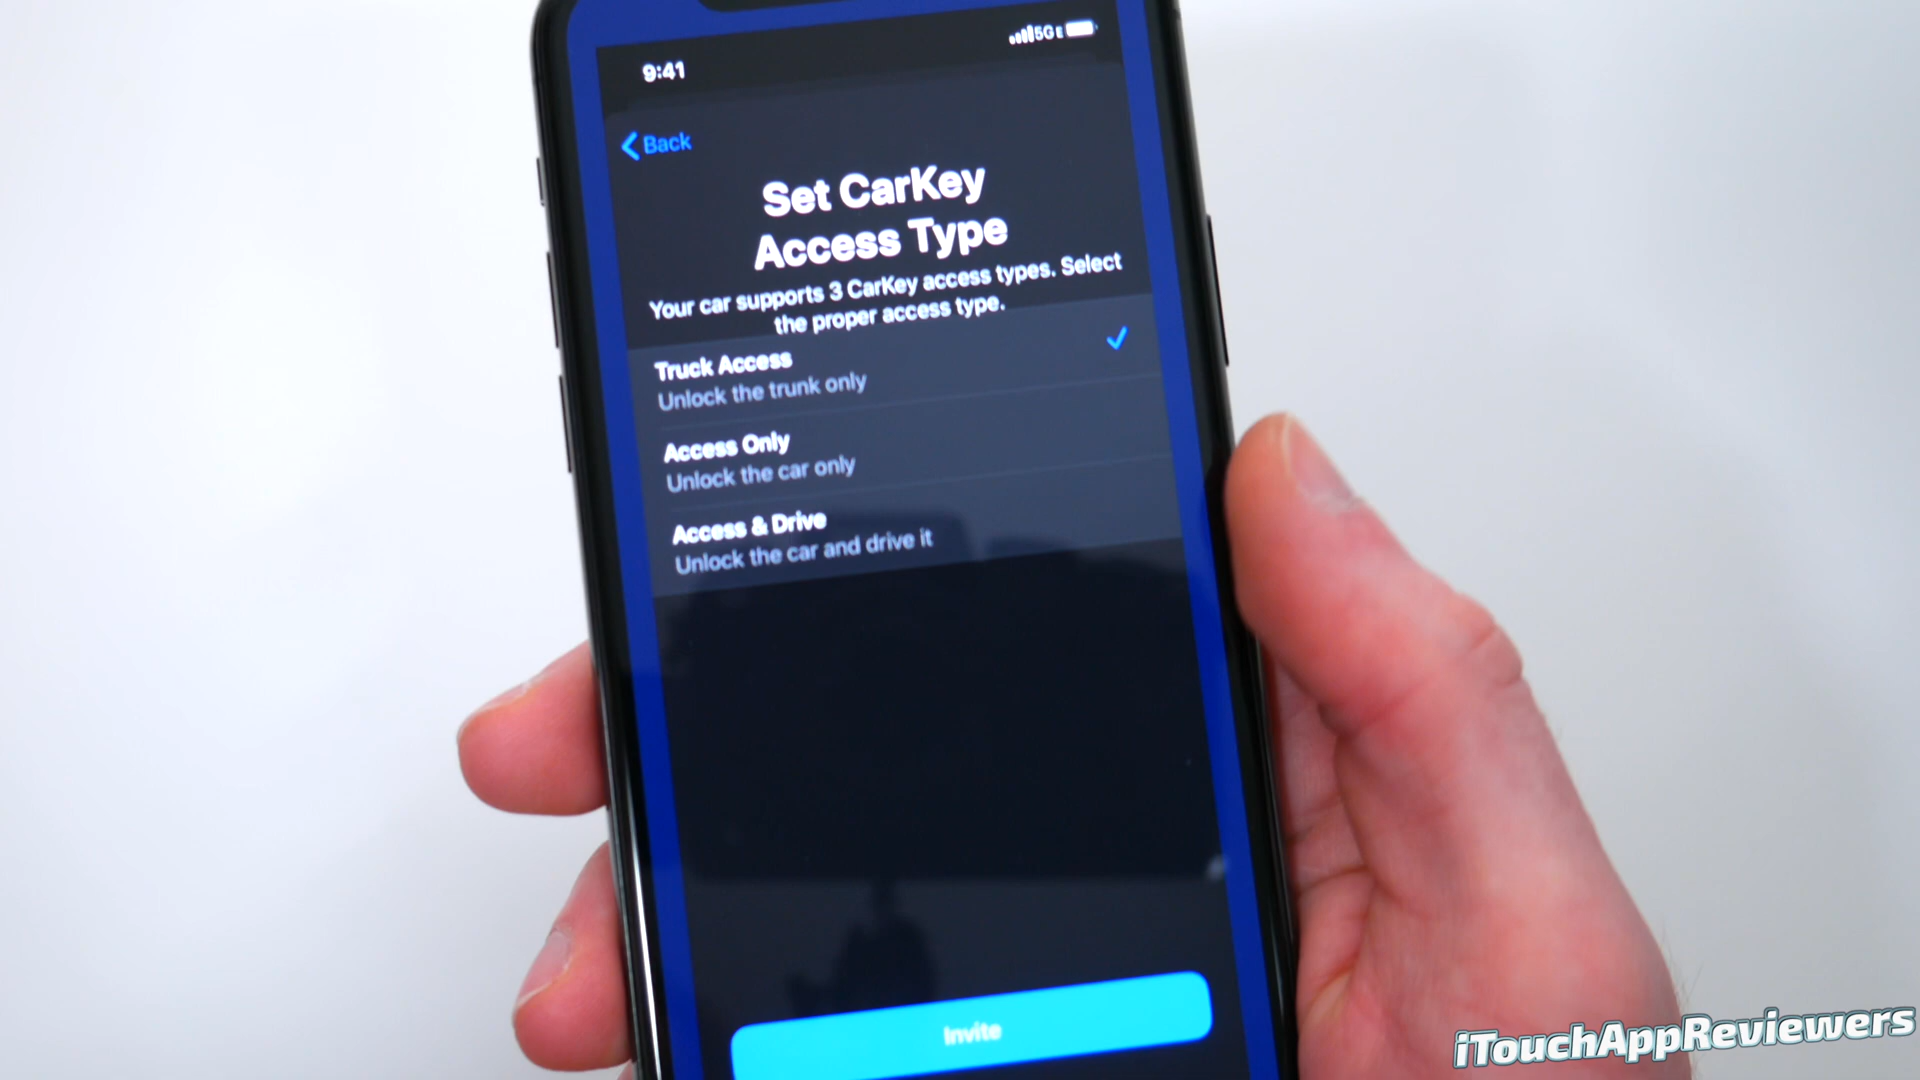 9:41
5G E
Back
Set CarKey
Access Type
Your car supports 3 CarKey access types. Select
the proper access type.
Truck Access
Unlock the trunk only
Access Only
Unlock the car only
Access & Drive
Unlock the car and drive it
Invite
iTouchAppReviewers